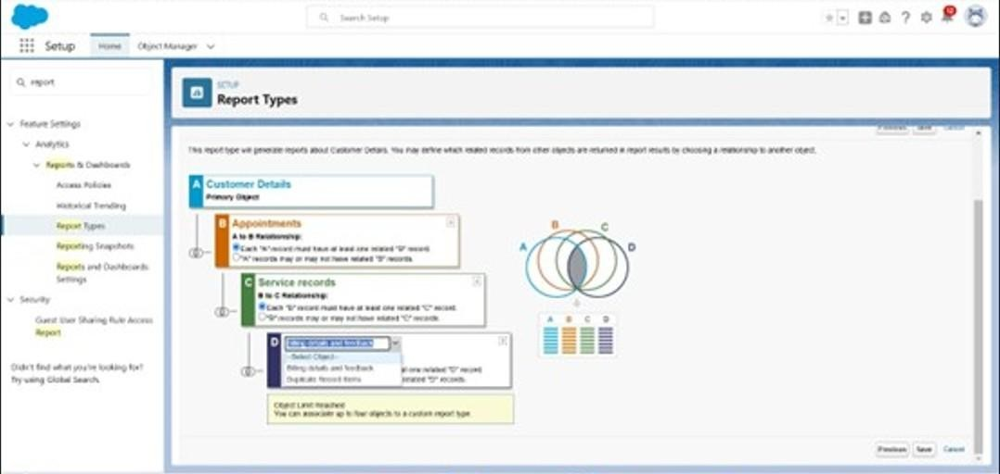 Search Setup
12
Setup
Home
Object Manager
report
SETUP
Report Types
Feature Settings
Analytics
Reports & Dashboards
Access Policies
Historical Trending
Report Types
Reporting Snapshots
Reports and Dashboards
Settings
Security
Guest User Sharing Rule Access
Report
Didn't find what you're looking for?
Try using Global Search.
Previous Save Cancel
This report type will generate reports about Customer Details. You may define which related records from other objects are returned in report results by choosing a relationship to another object.
A Customer Details
Primary Object
B Appointments
A to B Relationship:
Each "A" record must have at least one related "B" record.
"A" records may or may not have related "B" records.
C Service records
B to C Relationship:
Each "B" record must have at least one related "C" record.
"B" records may or may not have related "C" records.
D Billing details and feedback
--Select Object--
Billing details and feedback
Duplicate Record Items
at one related "D" record.
related "D" records.
Object Limit Reached
You can associate up to four objects to a custom report type.
A B C D
A B C D
Previous Save Cancel